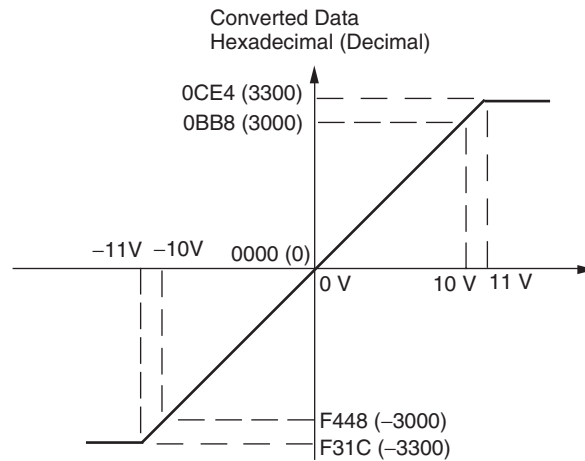 Converted Data
Hexadecimal (Decimal)
0CE4 (3300)
0BB8 (3000)
−11V −10V 0000 (0)
0 V 10 V 11 V
F448 (−3000)
F31C (−3300)